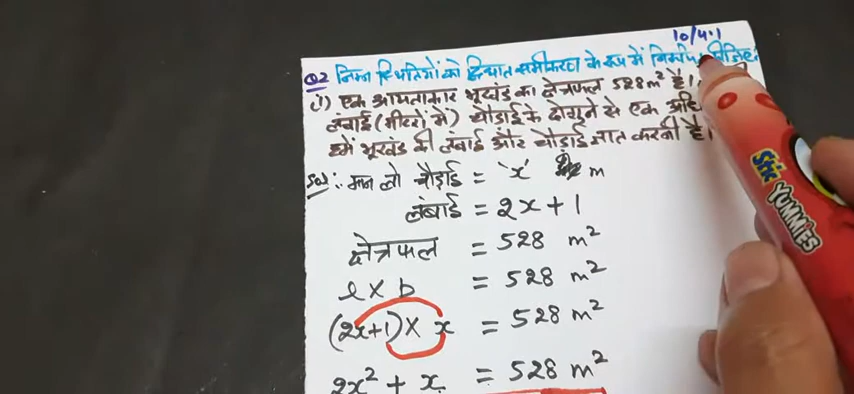 10/4.1
Q2 निम्न स्थितियों को द्विघात समीकरण के रूप में
(i) एक आयताकार भूखंड का क्षेत्रफल 528m² है।
लंबाई (मीटरों में) चौड़ाई के दोगुने से एक
हमें भूखंड की लंबाई और चौड़ाई ज्ञात करनी है।
Sol:. मान लो चौड़ाई = 'x' m
लंबाई = 2x+1
क्षेत्रफल = 528 m²
l × b = 528 m²
(2x+1) × x = 528 m²
2x² + x = 528 m²
Stix YUMMIES